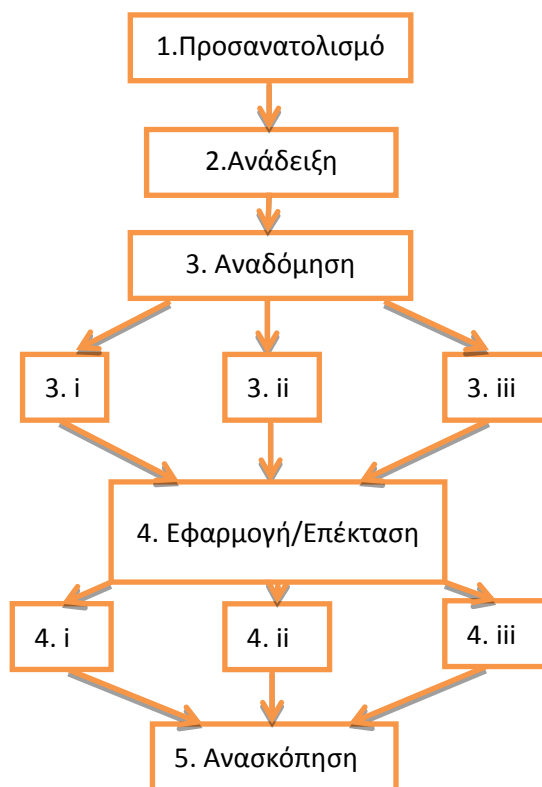 1.Προσανατολισμό
2.Ανάδειξη
3. Αναδόμηση
3. i
3. ii
3. iii
4. Εφαρμογή/Επέκταση
4. i
4. ii
4. iii
5. Ανασκόπηση